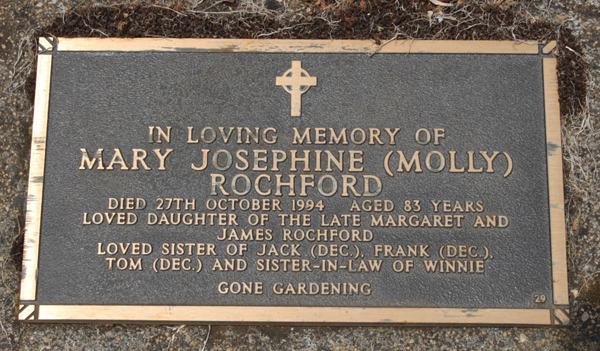 IN LOVING MEMORY OF
MARY JOSEPHINE (MOLLY)
ROCHFORD
DIED 27TH OCTOBER 1994 AGED 83 YEARS
LOVED DAUGHTER OF THE LATE MARGARET AND
JAMES ROCHFORD
LOVED SISTER OF JACK (DEC.), FRANK (DEC.),
TOM (DEC.) AND SISTER-IN-LAW OF WINNIE
GONE GARDENING
29